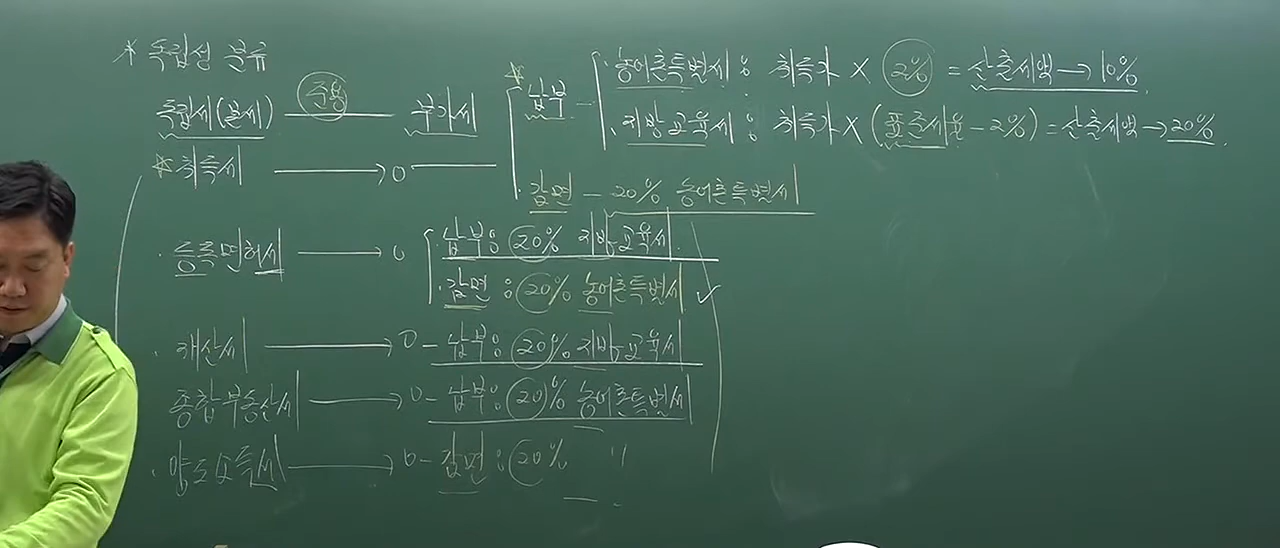 * 독립성 분류
독립세(본세) 주용 부가세
* 취득세 → 0
* 납부 - 농어촌특별세 : 취득가 X 2% = 산출세액 → 10%
지방교육세 : 취득가 X (표준세율 - 2%) = 산출세액 → 20%
감면 - 20% 농어촌특별세
· 등록면허세 → 0 납부 : 20% 지방교육세
감면 : 20% 농어촌특별세 ✓
· 재산세 → 0 - 납부 : 20% 지방교육세
· 종합부동산세 → 0 - 납부 : 20% 농어촌특별세
· 양도소득세 → 0 - 감면 : 20% 〃